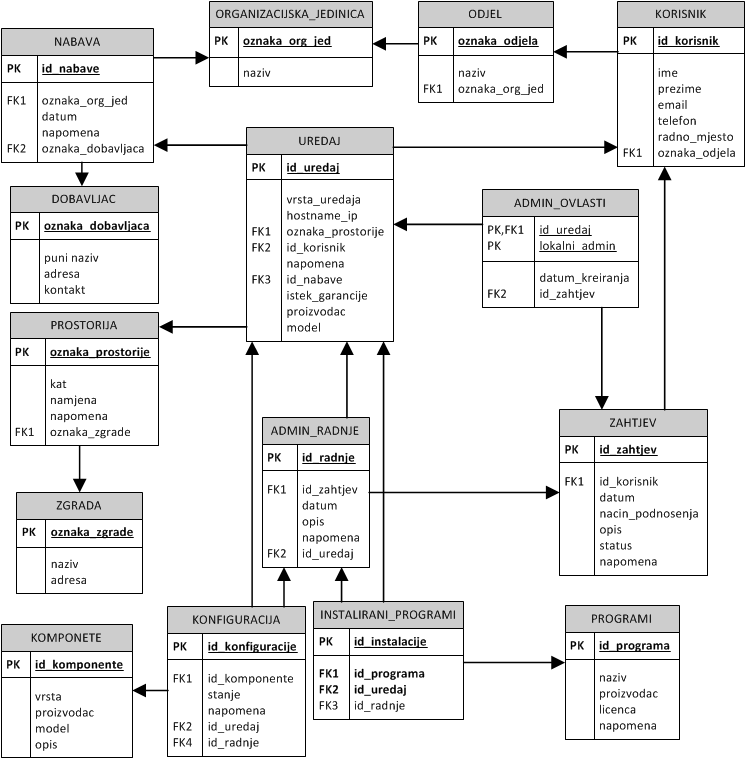 ORGANIZACIJSKA_JEDINICA
PK oznaka_org_jed
naziv
ODJEL
PK oznaka_odjela
naziv
FK1 oznaka_org_jed
KORISNIK
PK id_korisnik
ime
prezime
email
telefon
radno_mjesto
FK1 oznaka_odjela
NABAVA
PK id_nabave
FK1 oznaka_org_jed
datum
napomena
FK2 oznaka_dobavljaca
UREDAJ
PK id_uredaj
vrsta_uredaja
hostname_ip
FK1 oznaka_prostorije
FK2 id_korisnik
napomena
FK3 id_nabave
istek_garancije
proizvodac
model
DOBAVLJAC
PK oznaka_dobavljaca
puni naziv
adresa
kontakt
ADMIN_OVLASTI
PK,FK1 id_uredaj
PK lokalni_admin
datum_kreiranja
FK2 id_zahtjev
PROSTORIJA
PK oznaka_prostorije
kat
namjena
napomena
FK1 oznaka_zgrade
ADMIN_RADNJE
PK id_radnje
FK1 id_zahtjev
datum
opis
napomena
FK2 id_uredaj
ZAHTJEV
PK id_zahtjev
FK1 id_korisnik
datum
nacin_podnosenja
opis
status
napomena
ZGRADA
PK oznaka_zgrade
naziv
adresa
KOMPONETE
PK id_komponente
vrsta
proizvodac
model
opis
KONFIGURACIJA
PK id_konfiguracije
FK1 id_komponente
stanje
napomena
FK2 id_uredaj
FK4 id_radnje
INSTALIRANI_PROGRAMI
PK id_instalacije
FK1 id_programa
FK2 id_uredaj
FK3 id_radnje
PROGRAMI
PK id_programa
naziv
proizvodac
licenca
napomena